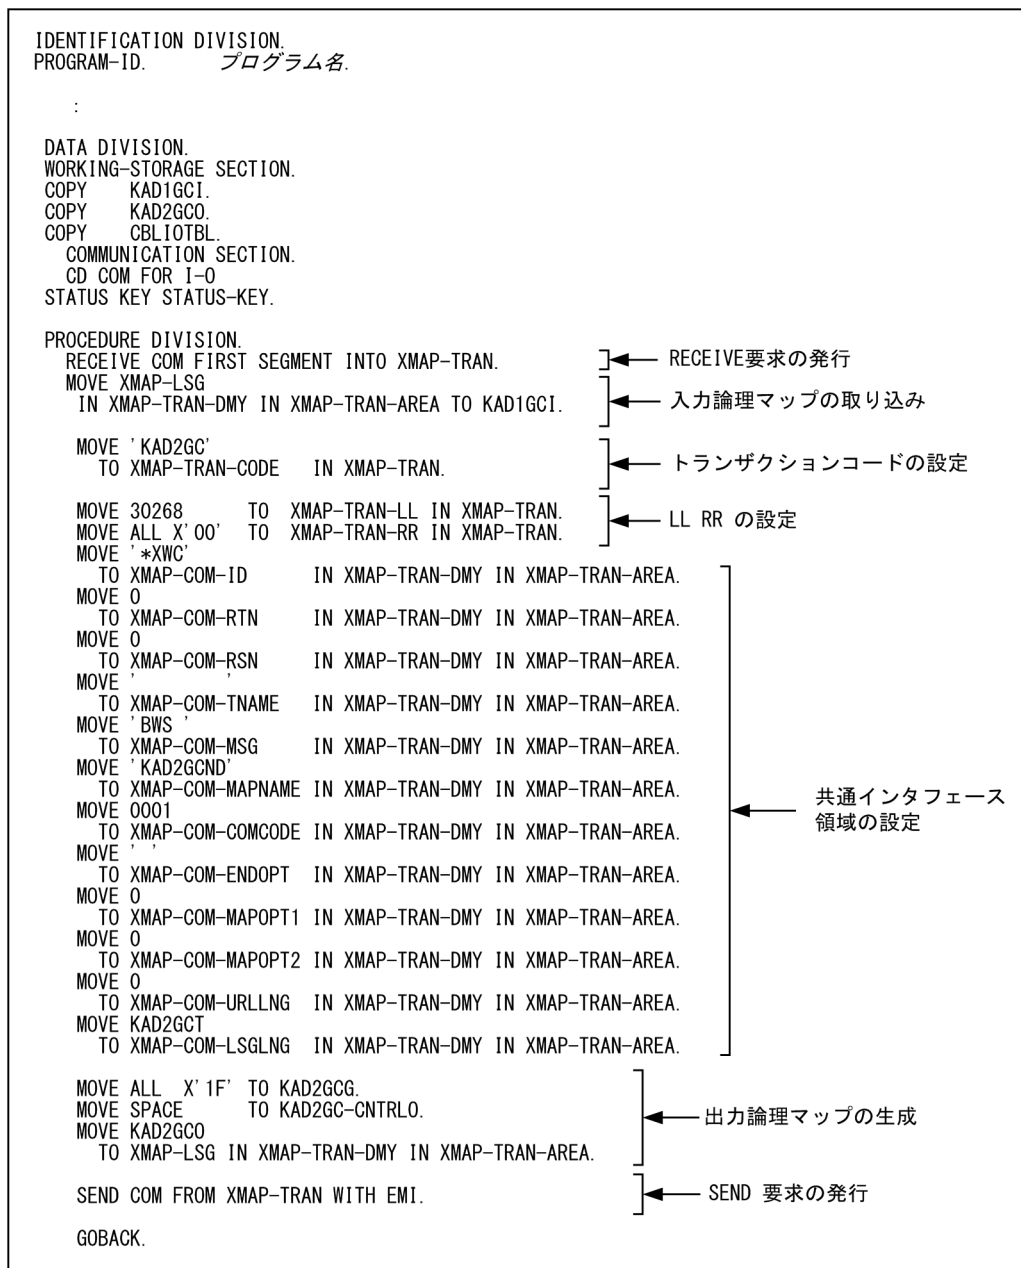 IDENTIFICATION DIVISION.
PROGRAM-ID.       プログラム名.
:
DATA DIVISION.
WORKING-STORAGE SECTION.
COPY    KAD1GCI.
COPY    KAD2GCO.
COPY    CBLIOTBL.
COMMUNICATION SECTION.
CD COM FOR I-O
STATUS KEY STATUS-KEY.
PROCEDURE DIVISION.
RECEIVE COM FIRST SEGMENT INTO XMAP-TRAN. RECEIVE要求の発行
MOVE XMAP-LSG
IN XMAP-TRAN-DMY IN XMAP-TRAN-AREA TO KAD1GCI. 入力論理マップの取り込み
MOVE 'KAD2GC'
TO XMAP-TRAN-CODE   IN XMAP-TRAN. トランザクションコードの設定
MOVE 30268      TO  XMAP-TRAN-LL IN XMAP-TRAN.
MOVE ALL X'00'  TO  XMAP-TRAN-RR IN XMAP-TRAN. LL RR の設定
MOVE '*XWC'
TO XMAP-COM-ID      IN XMAP-TRAN-DMY IN XMAP-TRAN-AREA.
MOVE 0
TO XMAP-COM-RTN     IN XMAP-TRAN-DMY IN XMAP-TRAN-AREA.
MOVE 0
TO XMAP-COM-RSN     IN XMAP-TRAN-DMY IN XMAP-TRAN-AREA.
MOVE '        '
TO XMAP-COM-TNAME   IN XMAP-TRAN-DMY IN XMAP-TRAN-AREA.
MOVE 'BWS '
TO XMAP-COM-MSG     IN XMAP-TRAN-DMY IN XMAP-TRAN-AREA.
MOVE 'KAD2GCND'
TO XMAP-COM-MAPNAME IN XMAP-TRAN-DMY IN XMAP-TRAN-AREA.
MOVE 0001
TO XMAP-COM-COMCODE IN XMAP-TRAN-DMY IN XMAP-TRAN-AREA.
共通インタフェース
領域の設定
MOVE ' '
TO XMAP-COM-ENDOPT  IN XMAP-TRAN-DMY IN XMAP-TRAN-AREA.
MOVE 0
TO XMAP-COM-MAPOPT1 IN XMAP-TRAN-DMY IN XMAP-TRAN-AREA.
MOVE 0
TO XMAP-COM-MAPOPT2 IN XMAP-TRAN-DMY IN XMAP-TRAN-AREA.
MOVE 0
TO XMAP-COM-URLLNG  IN XMAP-TRAN-DMY IN XMAP-TRAN-AREA.
MOVE KAD2GCT
TO XMAP-COM-LSGLNG  IN XMAP-TRAN-DMY IN XMAP-TRAN-AREA.
MOVE ALL  X'1F' TO KAD2GCG.
MOVE SPACE      TO KAD2GC-CNTRLO. 出力論理マップの生成
MOVE KAD2GCO
TO XMAP-LSG IN XMAP-TRAN-DMY IN XMAP-TRAN-AREA.
SEND COM FROM XMAP-TRAN WITH EMI. SEND 要求の発行
GOBACK.